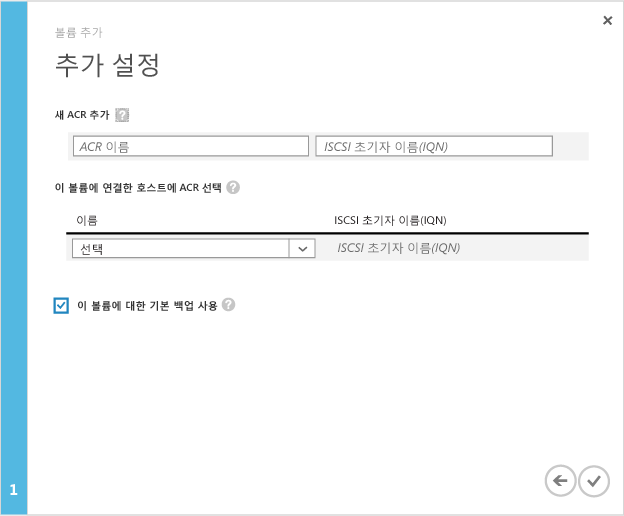 볼륨 추가
추가 설정
새 ACR 추가 ?
ACR 이름 ISCSI 초기자 이름(IQN)
이 볼륨에 연결한 호스트에 ACR 선택 ?
이름 ISCSI 초기자 이름(IQN)
선택 ISCSI 초기자 이름(IQN)
이 볼륨에 대한 기본 백업 사용 ?
1